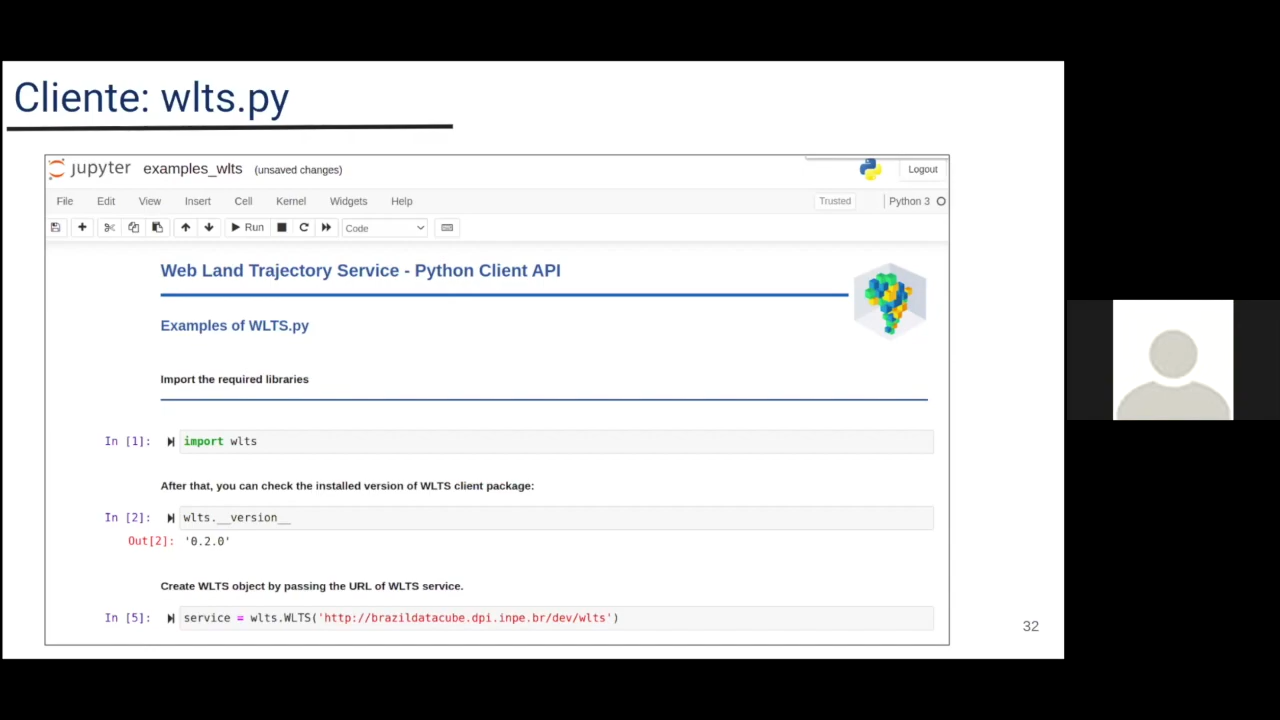 Cliente: wlts.py
jupyter examples_wlts (unsaved changes) Logout
File Edit View Insert Cell Kernel Widgets Help Trusted Python 3
Run Code
Web Land Trajectory Service - Python Client API
Examples of WLTS.py
Import the required libraries
In [1]: import wlts
After that, you can check the installed version of WLTS client package:
In [2]: wlts.__version__
Out[2]: '0.2.0'
Create WLTS object by passing the URL of WLTS service.
In [5]: service = wlts.WLTS('http://brazildatacube.dpi.inpe.br/dev/wlts')
32